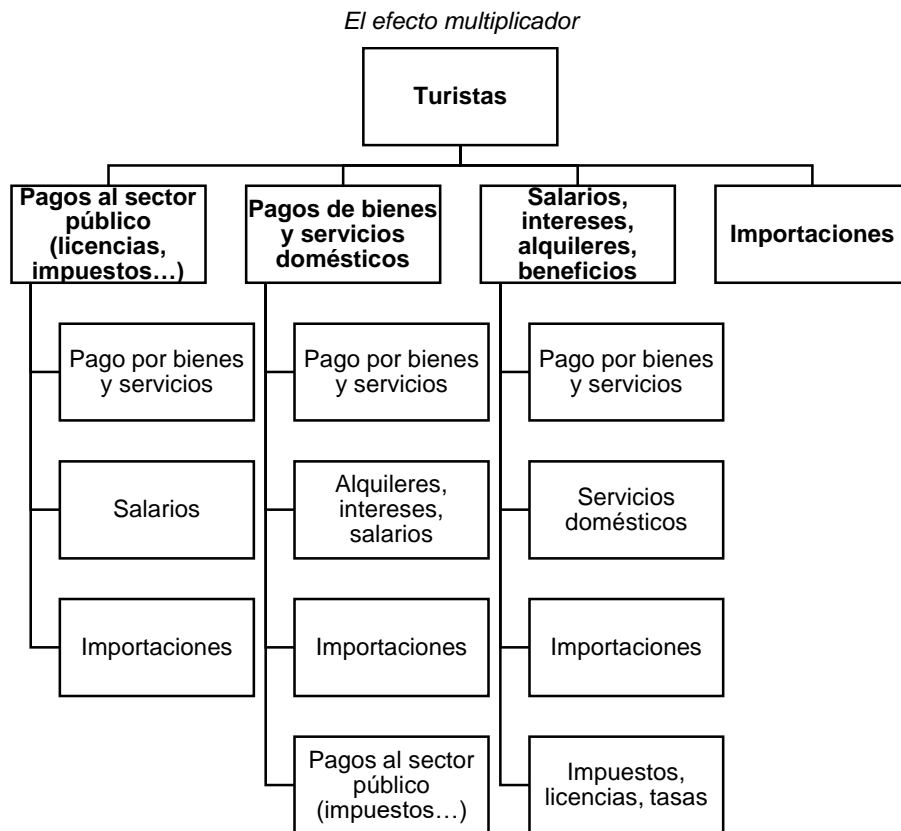 El efecto multiplicador
Turistas
Pagos al sector
público
(licencias,
impuestos…)
Pagos de bienes
y servicios
domésticos
Salarios,
intereses,
alquileres,
beneficios
Importaciones
Pago por bienes
y servicios
Salarios
Importaciones
Pago por bienes
y servicios
Alquileres,
intereses,
salarios
Importaciones
Pagos al sector
público
(impuestos…)
Pago por bienes
y servicios
Servicios
domésticos
Importaciones
Impuestos,
licencias, tasas